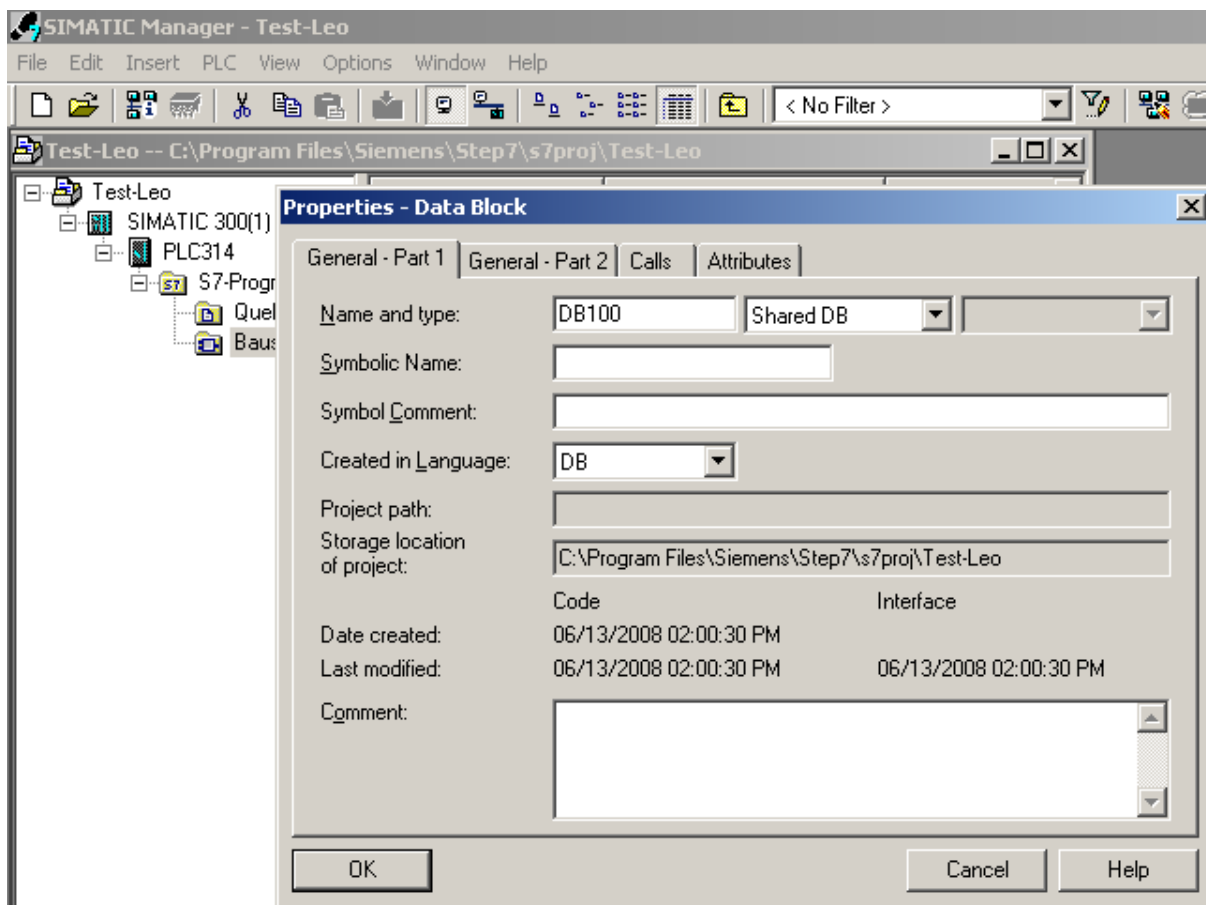 SIMATIC Manager - Test-Leo
File Edit Insert PLC View Options Window Help
< No Filter >
Test-Leo -- C:\Program Files\Siemens\Step7\s7proj\Test-Leo
Test-Leo
SIMATIC 300(1)
PLC314
S7-Progr
Quel
Baus
Properties - Data Block
General - Part 1 General - Part 2 Calls Attributes
Name and type: DB100 Shared DB
Symbolic Name:
Symbol Comment:
Created in Language: DB
Project path:
Storage location
of project: C:\Program Files\Siemens\Step7\s7proj\Test-Leo
Code Interface
Date created: 06/13/2008 02:00:30 PM
Last modified: 06/13/2008 02:00:30 PM 06/13/2008 02:00:30 PM
Comment:
OK Cancel Help